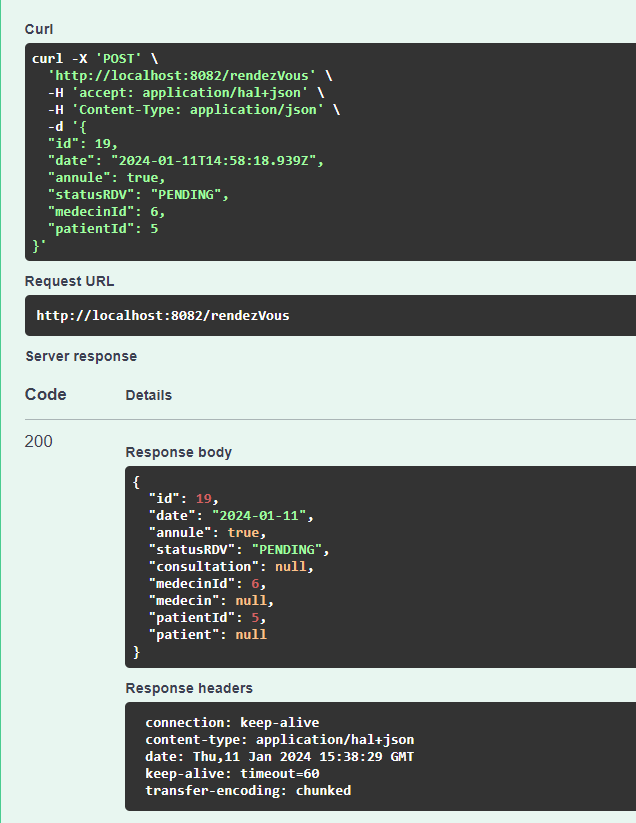 Curl
curl -X 'POST' \
'http://localhost:8082/rendezVous' \
-H 'accept: application/hal+json' \
-H 'Content-Type: application/json' \
-d '{
"id": 19,
"date": "2024-01-11T14:58:18.939Z",
"annule": true,
"statusRDV": "PENDING",
"medecinId": 6,
"patientId": 5
}'
Request URL
http://localhost:8082/rendezVous
Server response
Code Details
200
Response body
{
"id": 19,
"date": "2024-01-11",
"annule": true,
"statusRDV": "PENDING",
"consultation": null,
"medecinId": 6,
"medecin": null,
"patientId": 5,
"patient": null
}
Response headers
connection: keep-alive
content-type: application/hal+json
date: Thu,11 Jan 2024 15:38:29 GMT
keep-alive: timeout=60
transfer-encoding: chunked